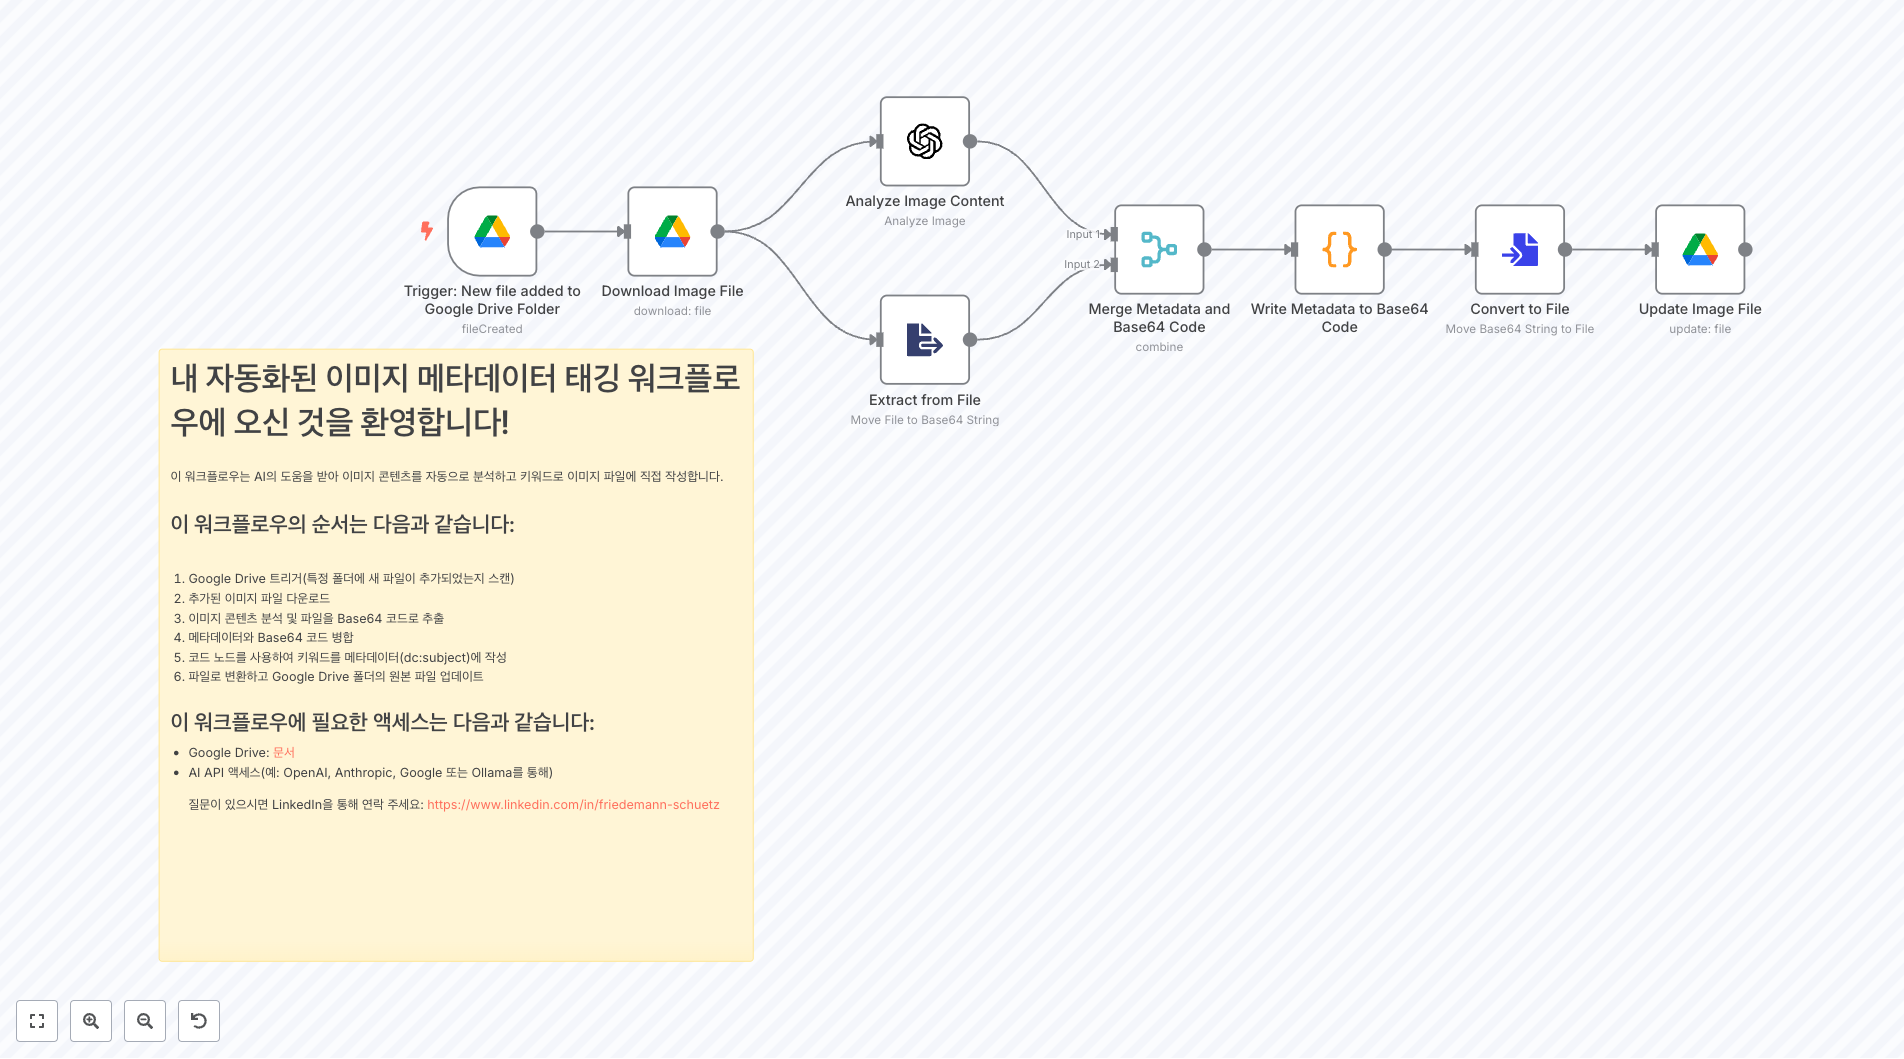 Analyze Image Content
Analyze Image
Trigger: New file added to
Google Drive Folder
fileCreated
Download Image File
download: file
Extract from File
Move File to Base64 String
Input 1
Input 2
Merge Metadata and
Base64 Code
combine
Write Metadata to Base64
Code
Convert to File
Move Base64 String to File
Update Image File
update: file
내 자동화된 이미지 메타데이터 태깅 워크플로
우에 오신 것을 환영합니다!
이 워크플로우는 AI의 도움을 받아 이미지 콘텐츠를 자동으로 분석하고 키워드로 이미지 파일에 직접 작성합니다.
이 워크플로우의 순서는 다음과 같습니다:
1. Google Drive 트리거(특정 폴더에 새 파일이 추가되었는지 스캔)
2. 추가된 이미지 파일 다운로드
3. 이미지 콘텐츠 분석 및 파일을 Base64 코드로 추출
4. 메타데이터와 Base64 코드 병합
5. 코드 노드를 사용하여 키워드를 메타데이터(dc:subject)에 작성
6. 파일로 변환하고 Google Drive 폴더의 원본 파일 업데이트
이 워크플로우에 필요한 액세스는 다음과 같습니다:
• Google Drive: 문서
• AI API 액세스(예: OpenAI, Anthropic, Google 또는 Ollama를 통해)
질문이 있으시면 LinkedIn을 통해 연락 주세요: https://www.linkedin.com/in/friedemann-schuetz